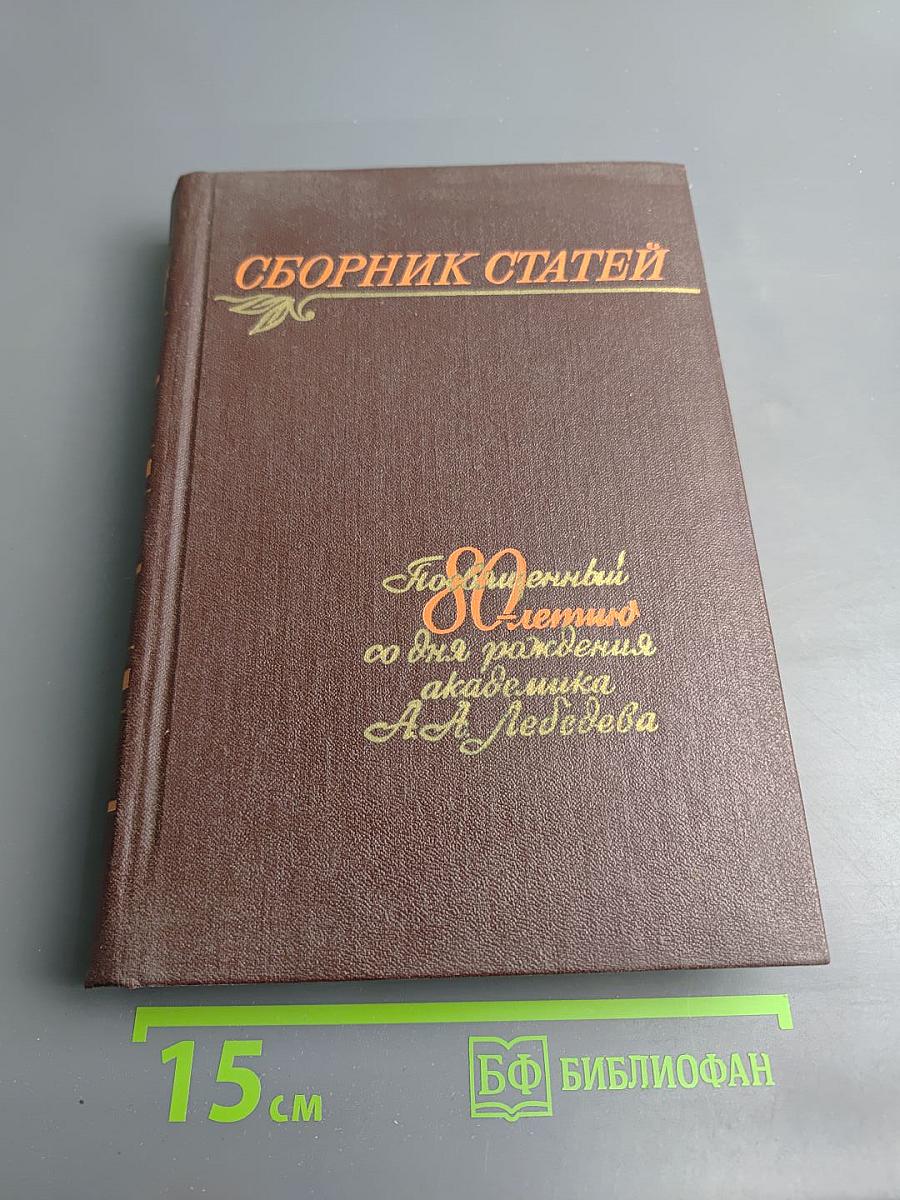 СБОРНИК СТАТЕЙ
Посвященный
80-летию
со дня рождения
академика
А.А. Лебедева
15 см
БФ БИБЛИОФАН